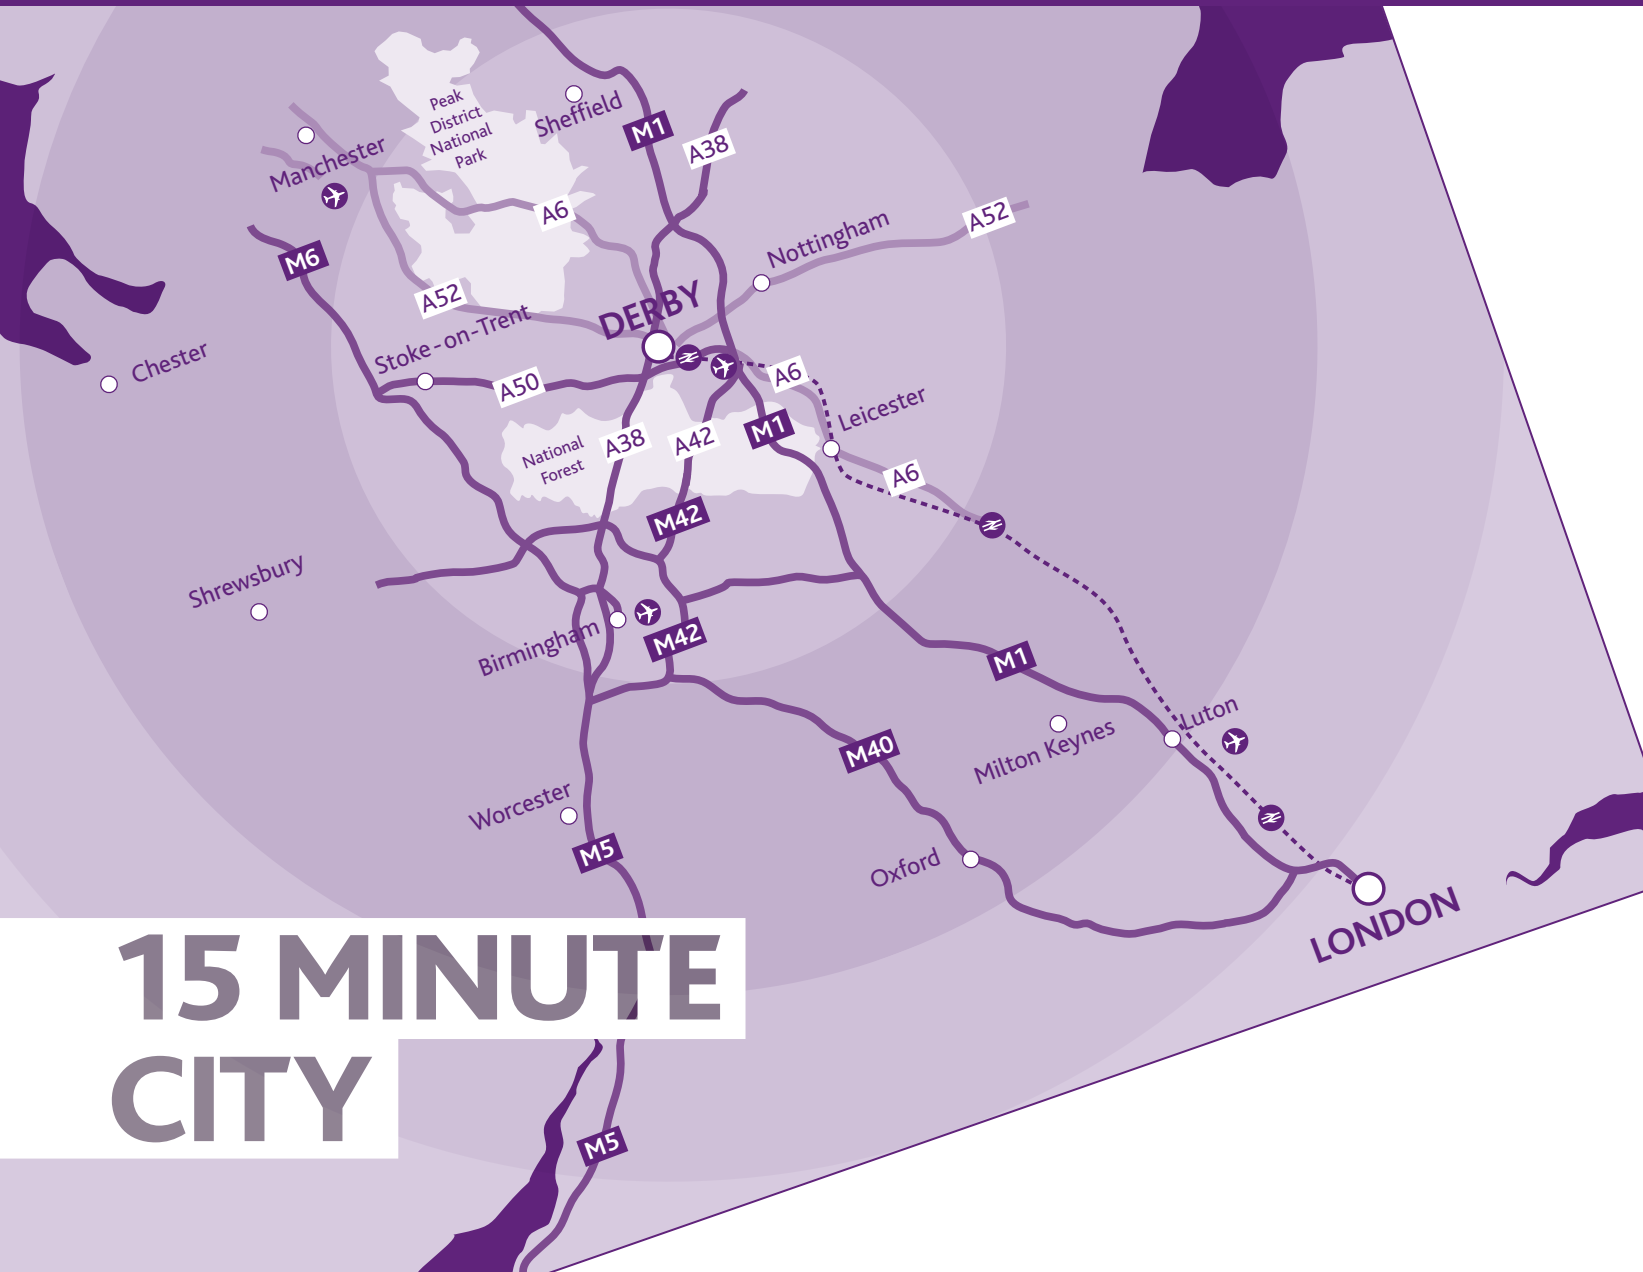 Peak
District
National
Park
Sheffield
M1
A38
Manchester
A6
A52
Nottingham
M6
A52
DERBY
Stoke-on-Trent
Chester
A50
A6
Leicester
National
Forest
A38
A42
M1
A6
M42
Shrewsbury
Birmingham
M42
M1
Luton
Milton Keynes
M40
Worcester
M5
Oxford
LONDON
15 MINUTE
CITY
M5